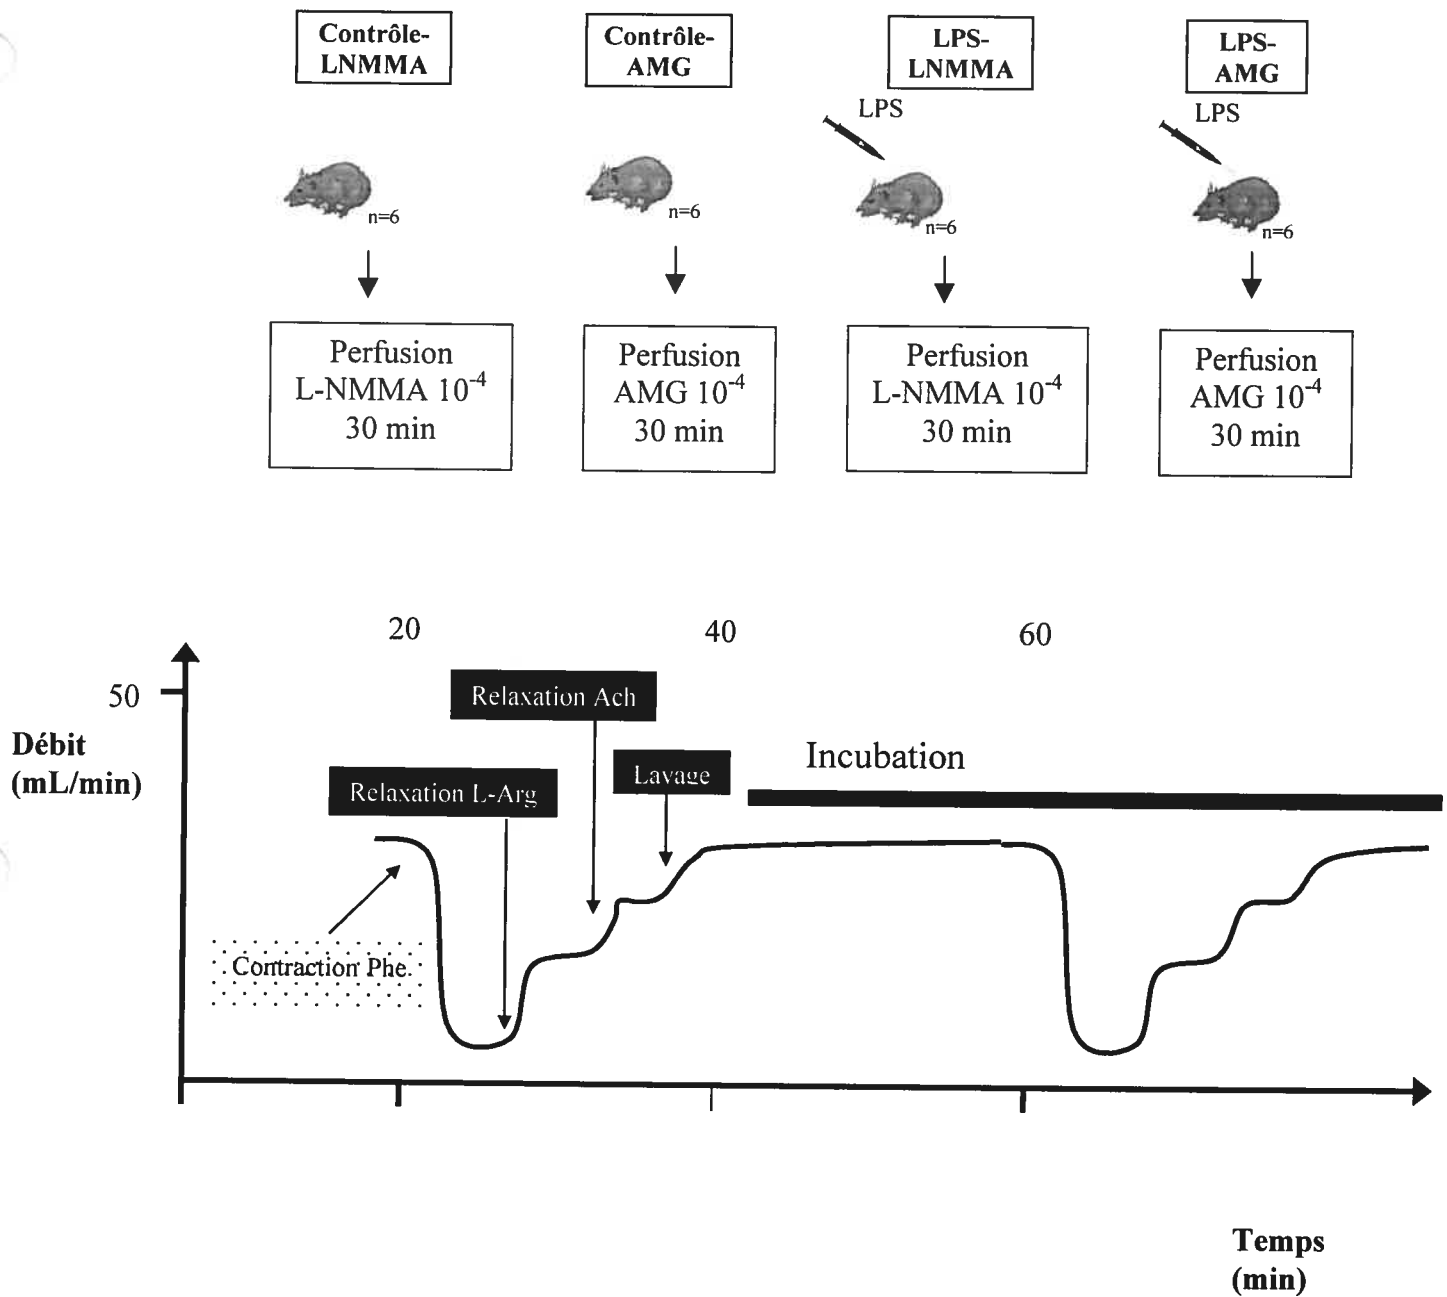 Contrôle-
LNMMA
Contrôle-
AMG
LPS-
LNMMA
LPS-
AMG
LPS
LPS
n=6
n=6
n=6
n=6
Perfusion
L-NMMA 10⁻⁴
30 min
Perfusion
AMG 10⁻⁴
30 min
Perfusion
L-NMMA 10⁻⁴
30 min
Perfusion
AMG 10⁻⁴
30 min
20
40
60
50
Débit
(mL/min)
Relaxation Ach
Relaxation L-Arg
Lavage
Incubation
Contraction Phe.
Temps
(min)